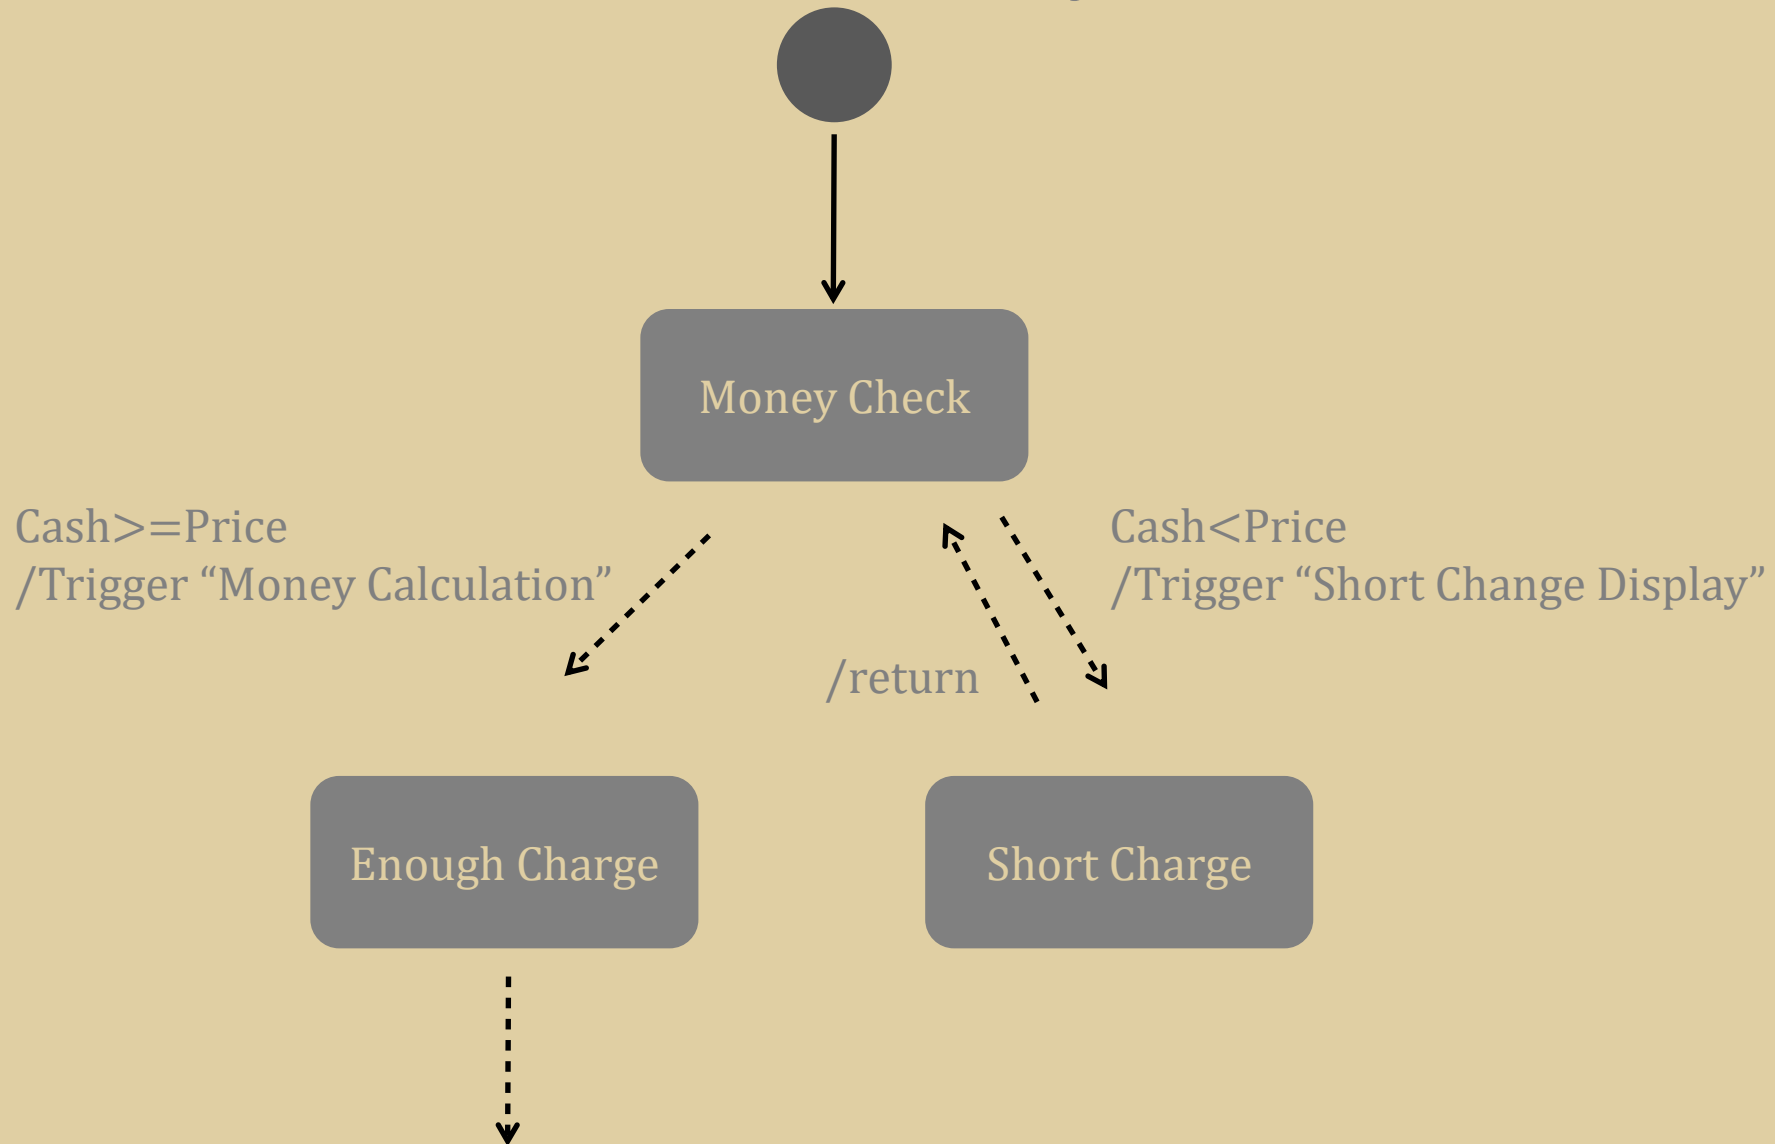 Money Check
Cash>=Price
/Trigger “Money Calculation”
Cash<Price
/Trigger “Short Change Display”
/return
Enough Charge
Short Charge